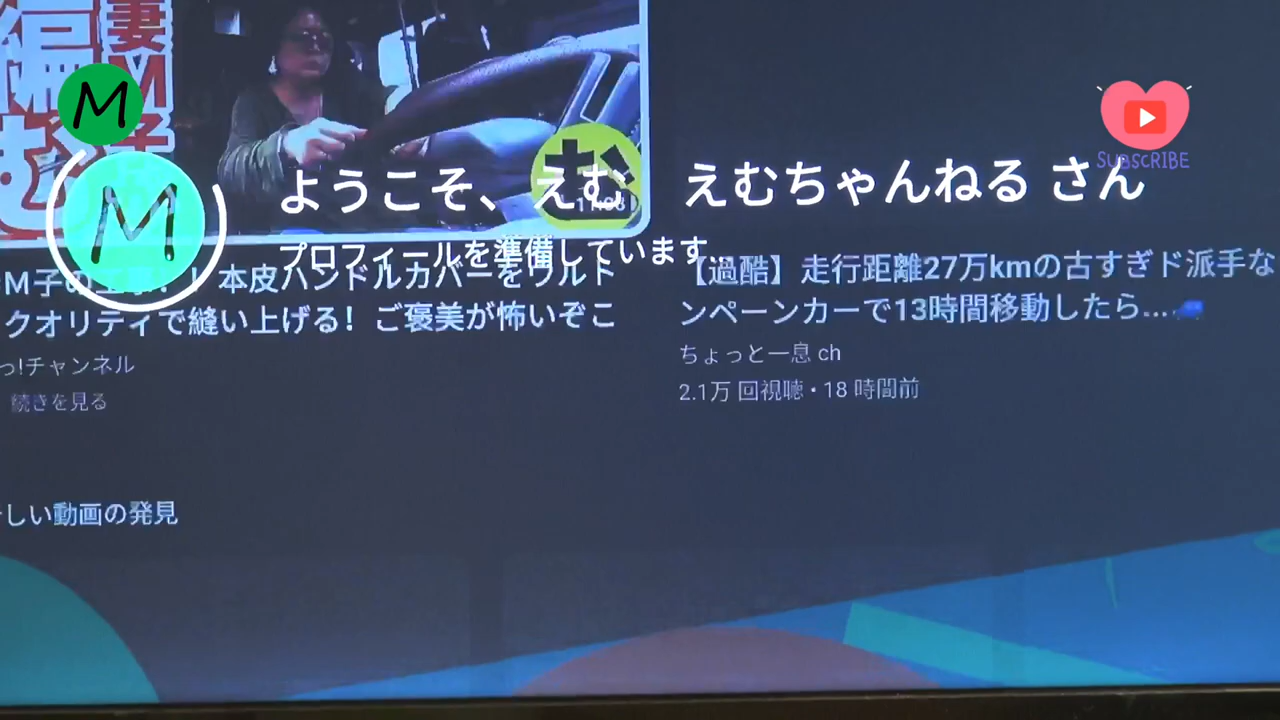 妻M子
M
SUBSCRIBE
M
ようこそ、えむ
えむちゃんねる さん
プロフィールを準備しています
本皮ハンドルカバーをウルト
クオリティで縫い上げる！ご褒美が怖いぞこ
っ!チャンネル
続きを見る
【過酷】走行距離27万kmの古すぎド派手な
ンペーンカーで13時間移動したら...
ちょっと一息 ch
2.1万 回視聴・18 時間前
しい動画の発見